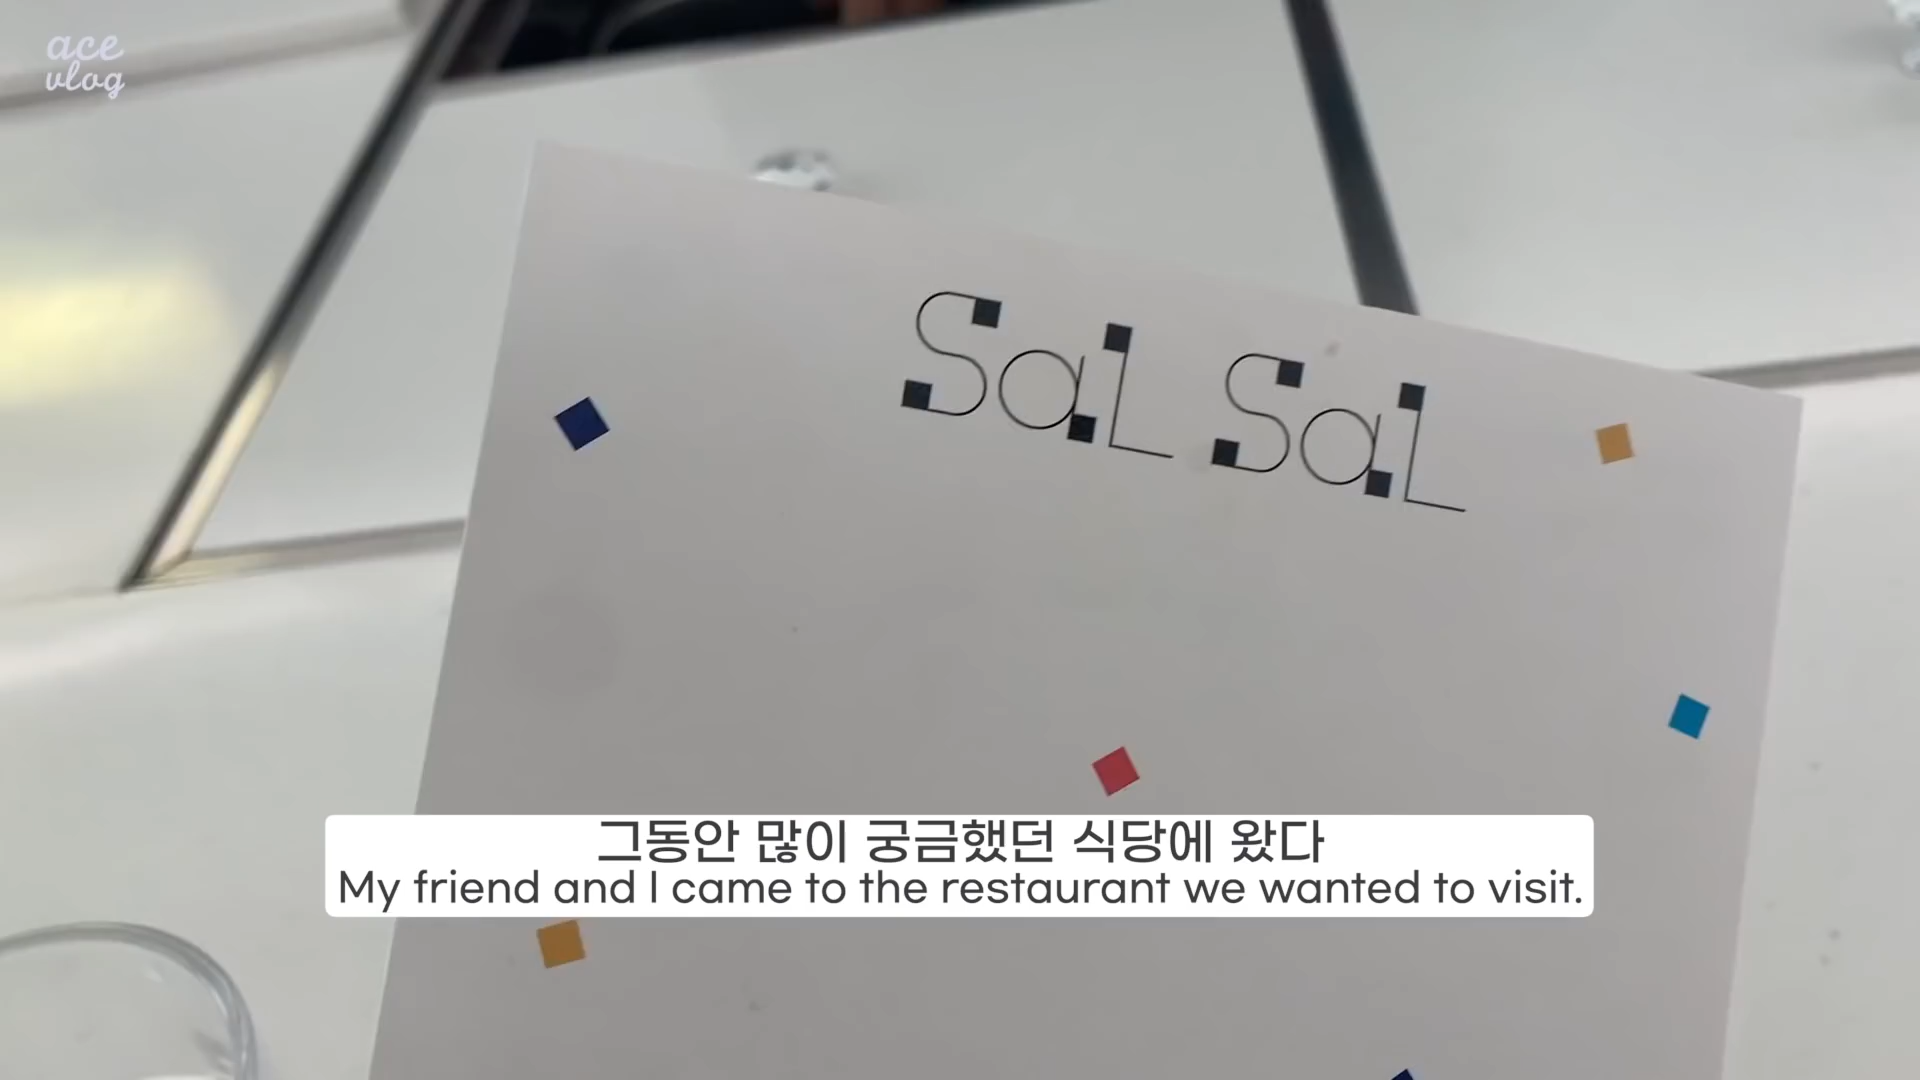 ace
vlog
Sal Sal
그동안 많이 궁금했던 식당에 왔다
My friend and I came to the restaurant we wanted to visit.